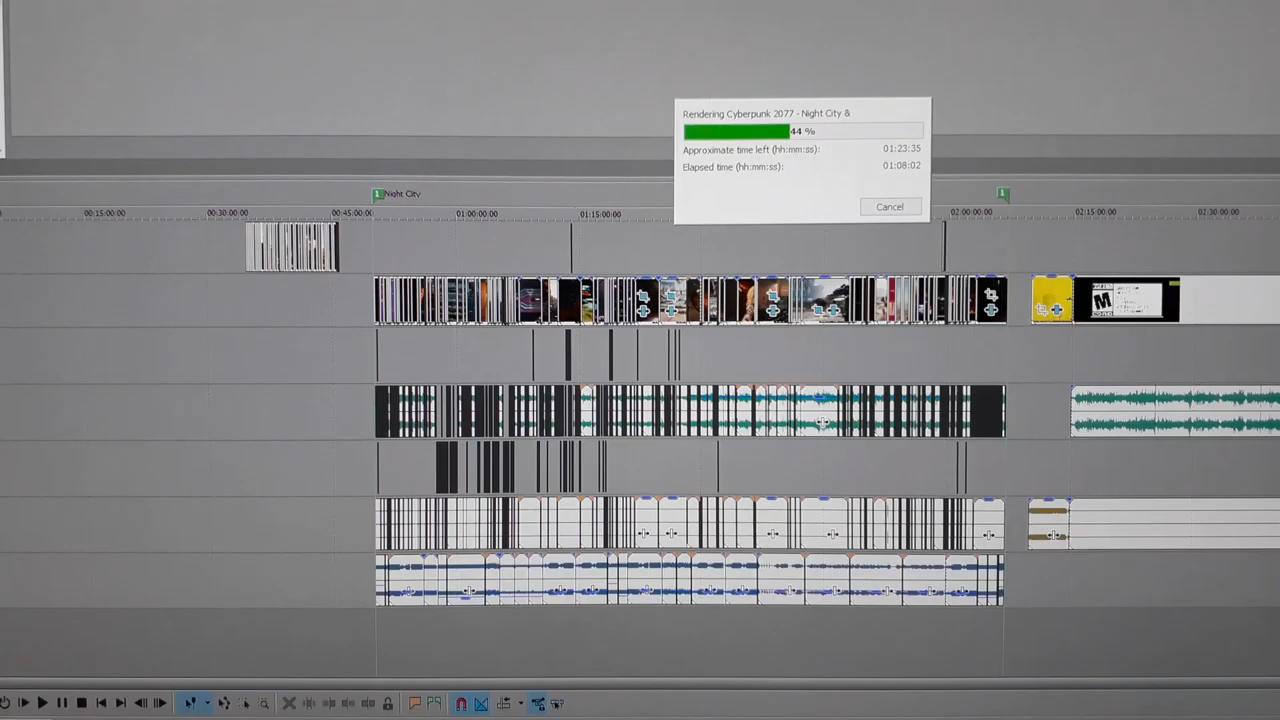 Rendering Cyberpunk 2077 - Night City &
44 %
Approximate time left (hh:mm:ss): 01:23:35
Elapsed time (hh:mm:ss): 01:08:02
Cancel
1 Night City
1
00:15:00:00 00:30:00:00 00:45:00:00 01:00:00:00 01:15:00:00 02:00:00:00 02:15:00:00 02:30:00:00
M